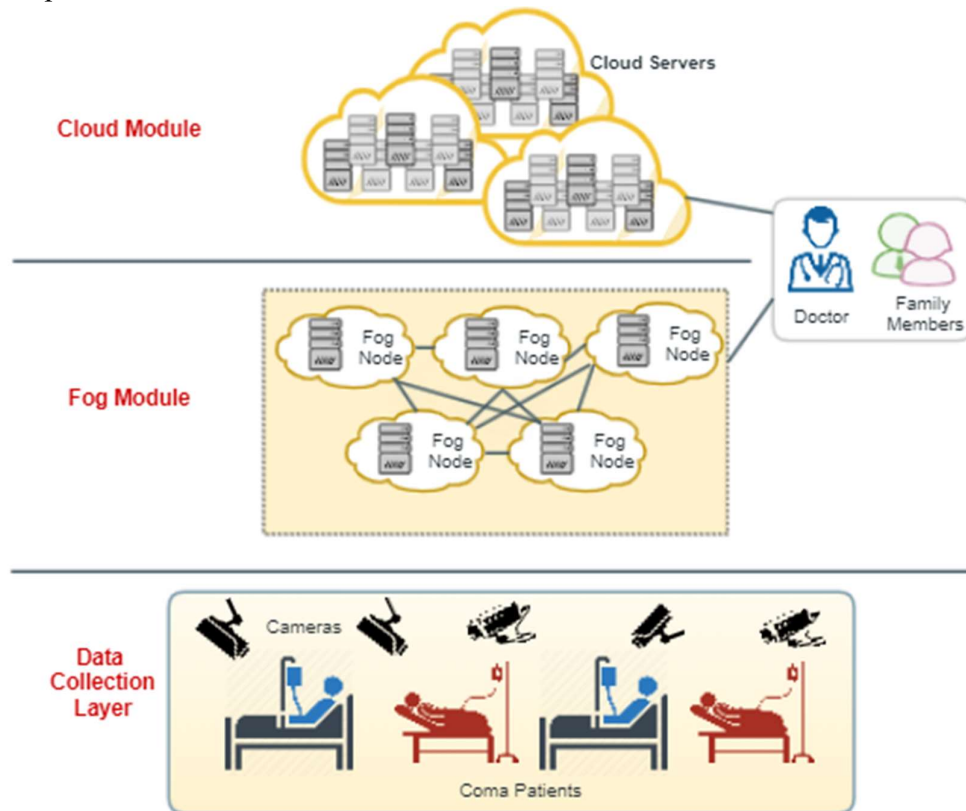 Cloud Servers
Cloud Module
Doctor
Family
Members
Fog
Node
Fog
Node
Fog
Node
Fog Module
Fog
Node
Fog
Node
Cameras
Data
Collection
Layer
Coma Patients